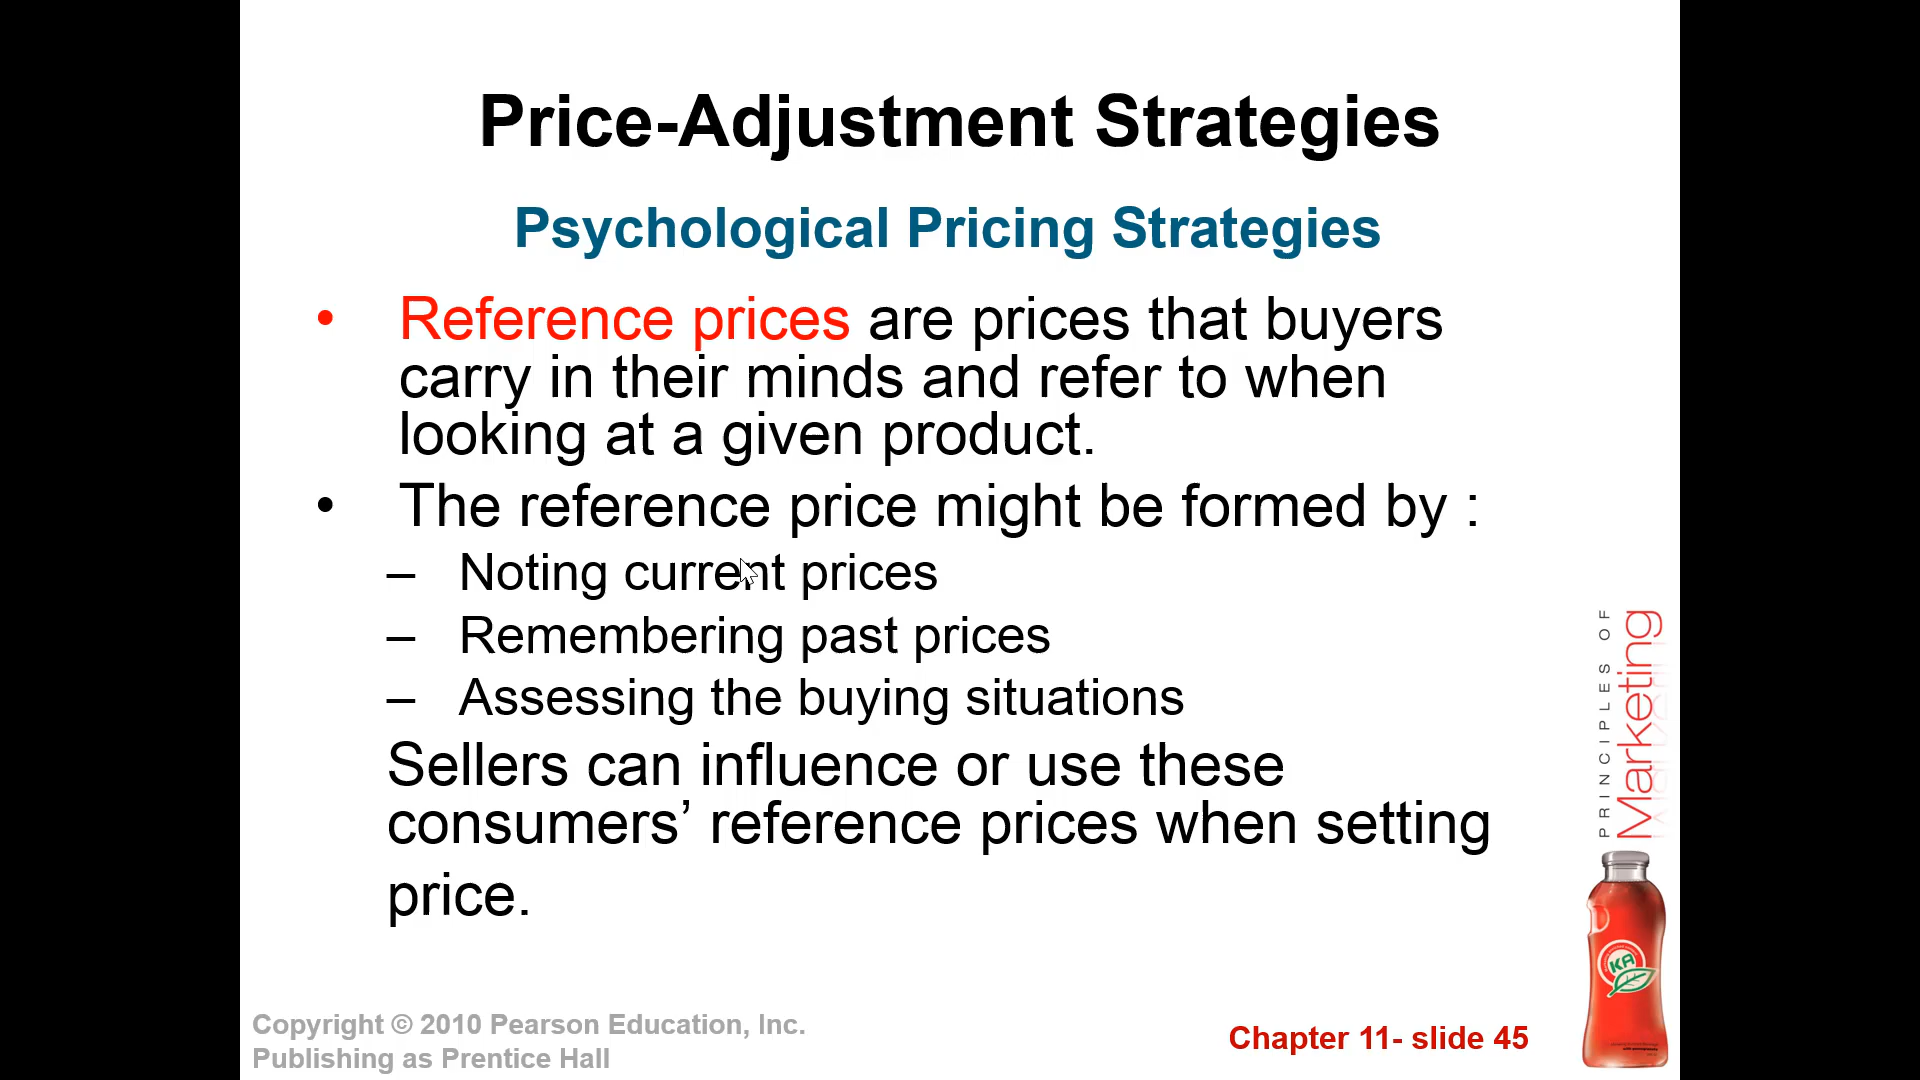 Price-Adjustment Strategies
Psychological Pricing Strategies
• Reference prices are prices that buyers
carry in their minds and refer to when
looking at a given product.
• The reference price might be formed by :
– Noting current prices
– Remembering past prices
– Assessing the buying situations
Sellers can influence or use these
consumers’ reference prices when setting
price.
PRINCIPLES OF
Marketing
KA
Copyright © 2010 Pearson Education, Inc.
Publishing as Prentice Hall
Chapter 11- slide 45